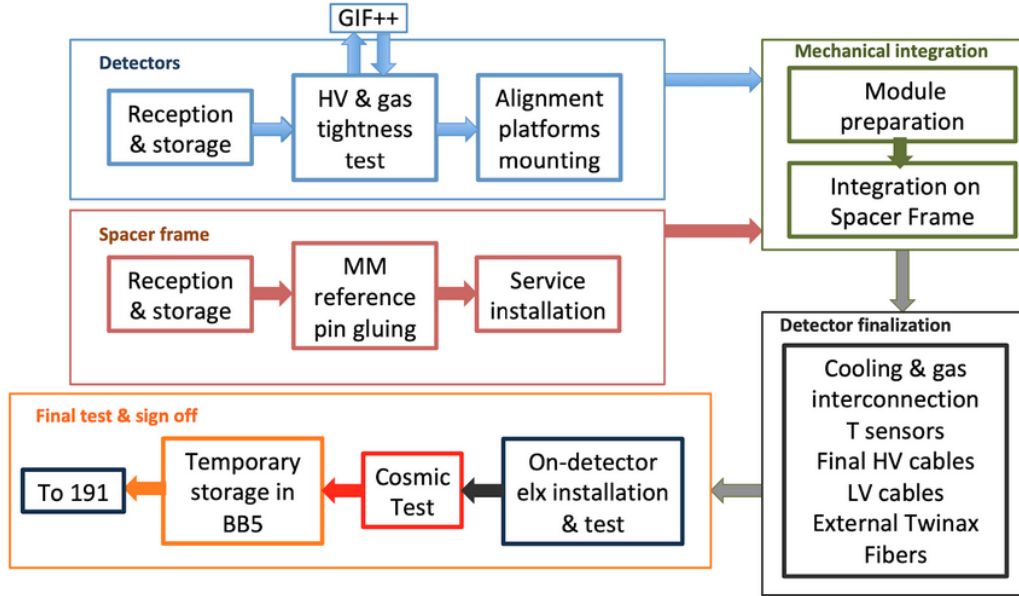 GIF++
Detectors
Reception
& storage
HV & gas
tightness
test
Alignment
platforms
mounting
Mechanical integration
Module
preparation
Integration on
Spacer Frame
Spacer frame
Reception
& storage
MM
reference
pin gluing
Service
installation
Detector finalization
Cooling & gas
interconnection
T sensors
Final HV cables
LV cables
External Twinax
Fibers
Final test & sign off
To 191
Temporary
storage in
BB5
Cosmic
Test
On-detector
elx installation
& test